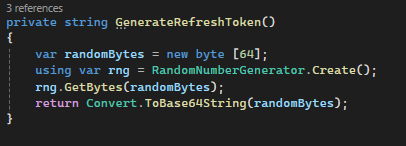 3 references
private string GenerateRefreshToken()
{
    var randomBytes = new byte [64];
    using var rng = RandomNumberGenerator.Create();
    rng.GetBytes(randomBytes);
    return Convert.ToBase64String(randomBytes);
}